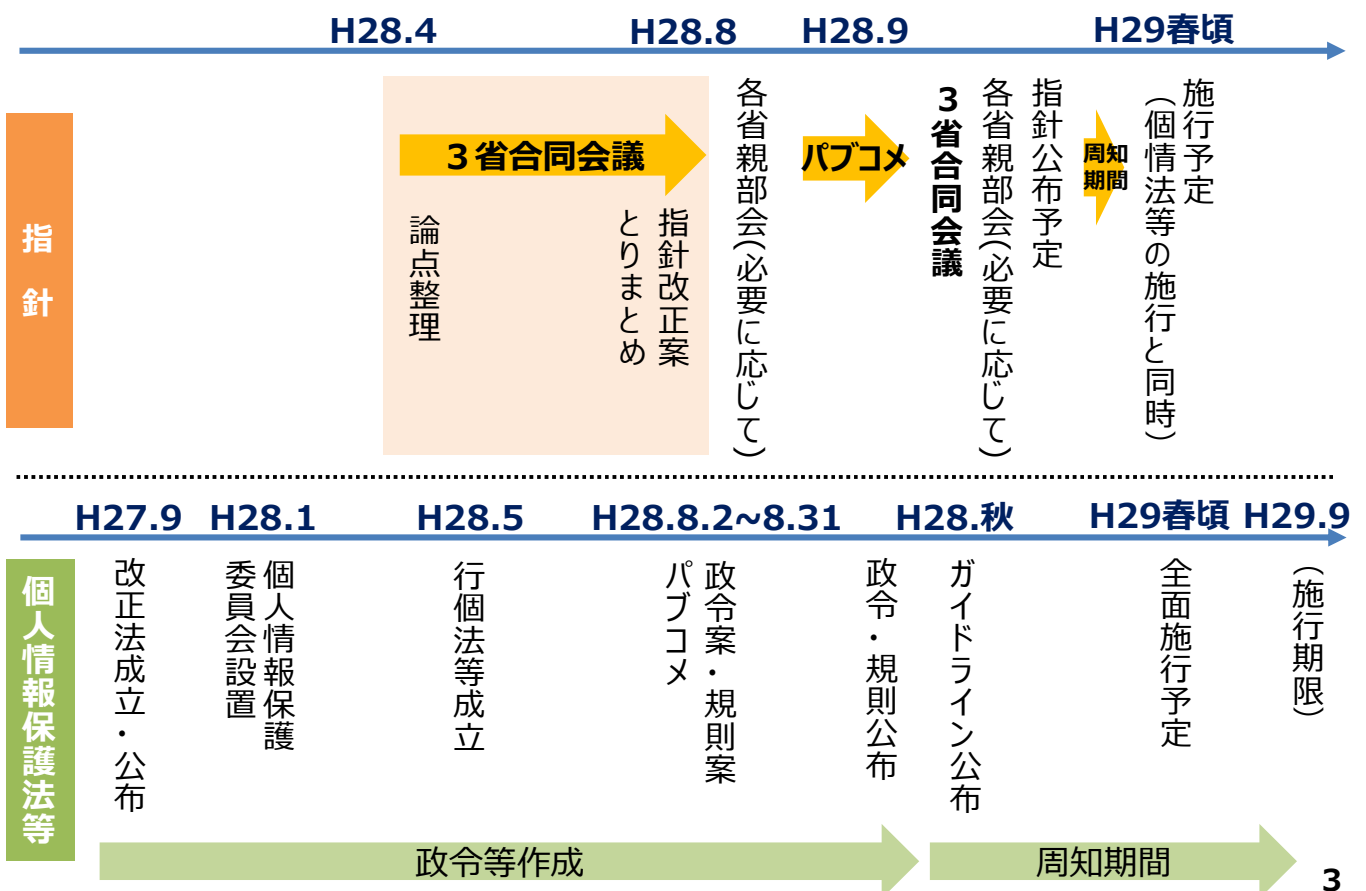 H28.4 H28.8 H28.9 H29春頃
指針
3省合同会議
論点整理
指針改正案
とりまとめ
各省親部会(必要に応じて)
パブコメ
3省合同会議
各省親部会(必要に応じて)
指針公布予定
周知
期間
施行予定
(個情法等の施行と同時)
H27.9 H28.1 H28.5 H28.8.2~8.31 H28.秋 H29春頃 H29.9
個人情報保護法等
改正法成立・公布
個人情報保護
委員会設置
行個法等成立
政令案・規則案
パブコメ
政令・規則公布
ガイドライン公布
全面施行予定
(施行期限)
政令等作成
周知期間
3